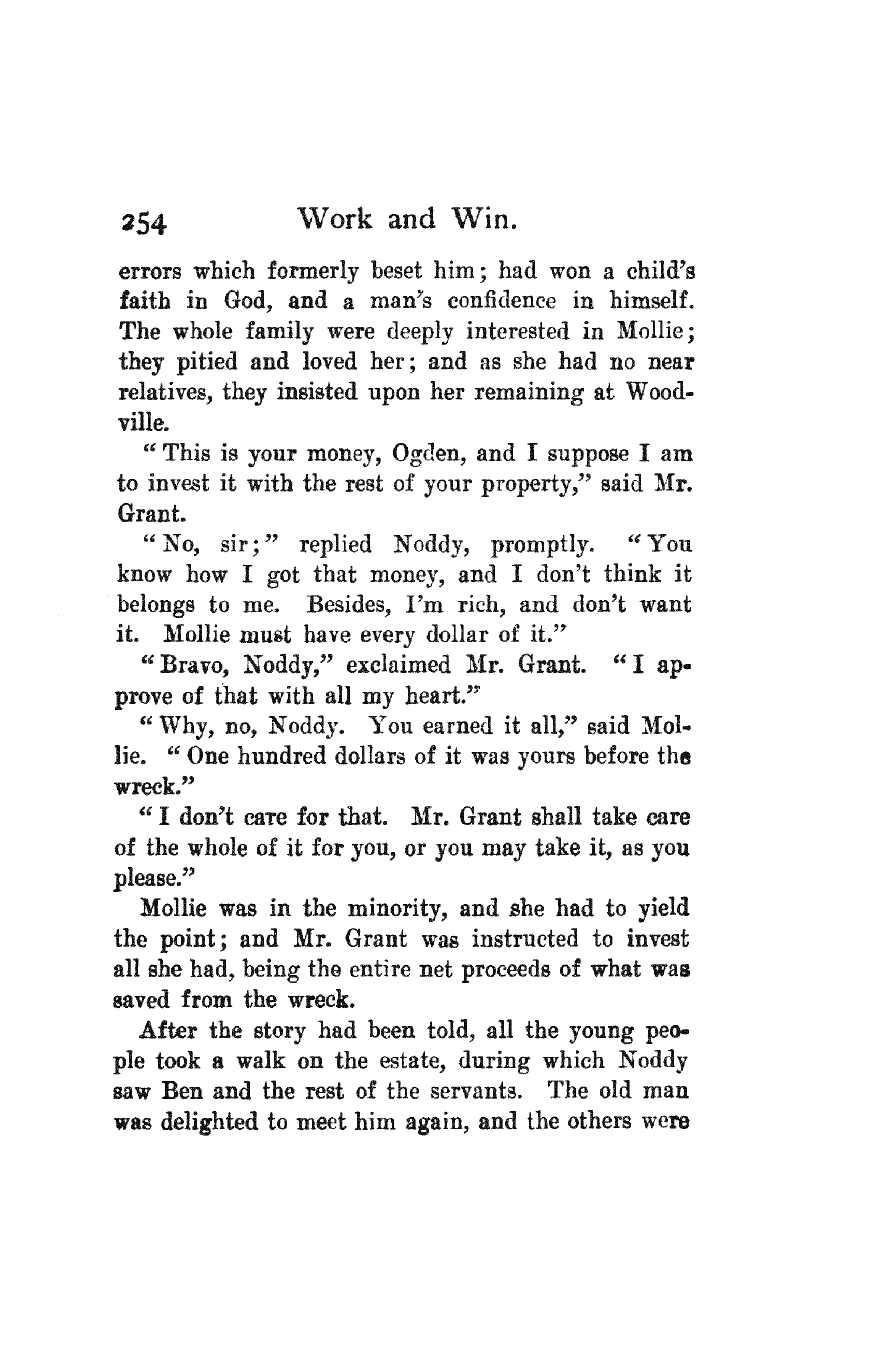 254 Work and Win.
errors which formerly beset him; had won a child's
faith in God, and a man's confidence in himself.
The whole family were deeply interested in Mollie;
they pitied and loved her; and as she had no near
relatives, they insisted upon her remaining at Wood-
ville.
"This is your money, Ogden, and I suppose I am
to invest it with the rest of your property," said Mr.
Grant.
"No, sir;" replied Noddy, promptly. "You
know how I got that money, and I don't think it
belongs to me. Besides, I'm rich, and don't want
it. Mollie must have every dollar of it."
"Bravo, Noddy," exclaimed Mr. Grant. "I ap-
prove of that with all my heart."
"Why, no, Noddy. You earned it all," said Mol-
lie. "One hundred dollars of it was yours before the
wreck."
"I don't care for that. Mr. Grant shall take care
of the whole of it for you, or you may take it, as you
please."
Mollie was in the minority, and she had to yield
the point; and Mr. Grant was instructed to invest
all she had, being the entire net proceeds of what was
saved from the wreck.
After the story had been told, all the young peo-
ple took a walk on the estate, during which Noddy
saw Ben and the rest of the servants. The old man
was delighted to meet him again, and the others were